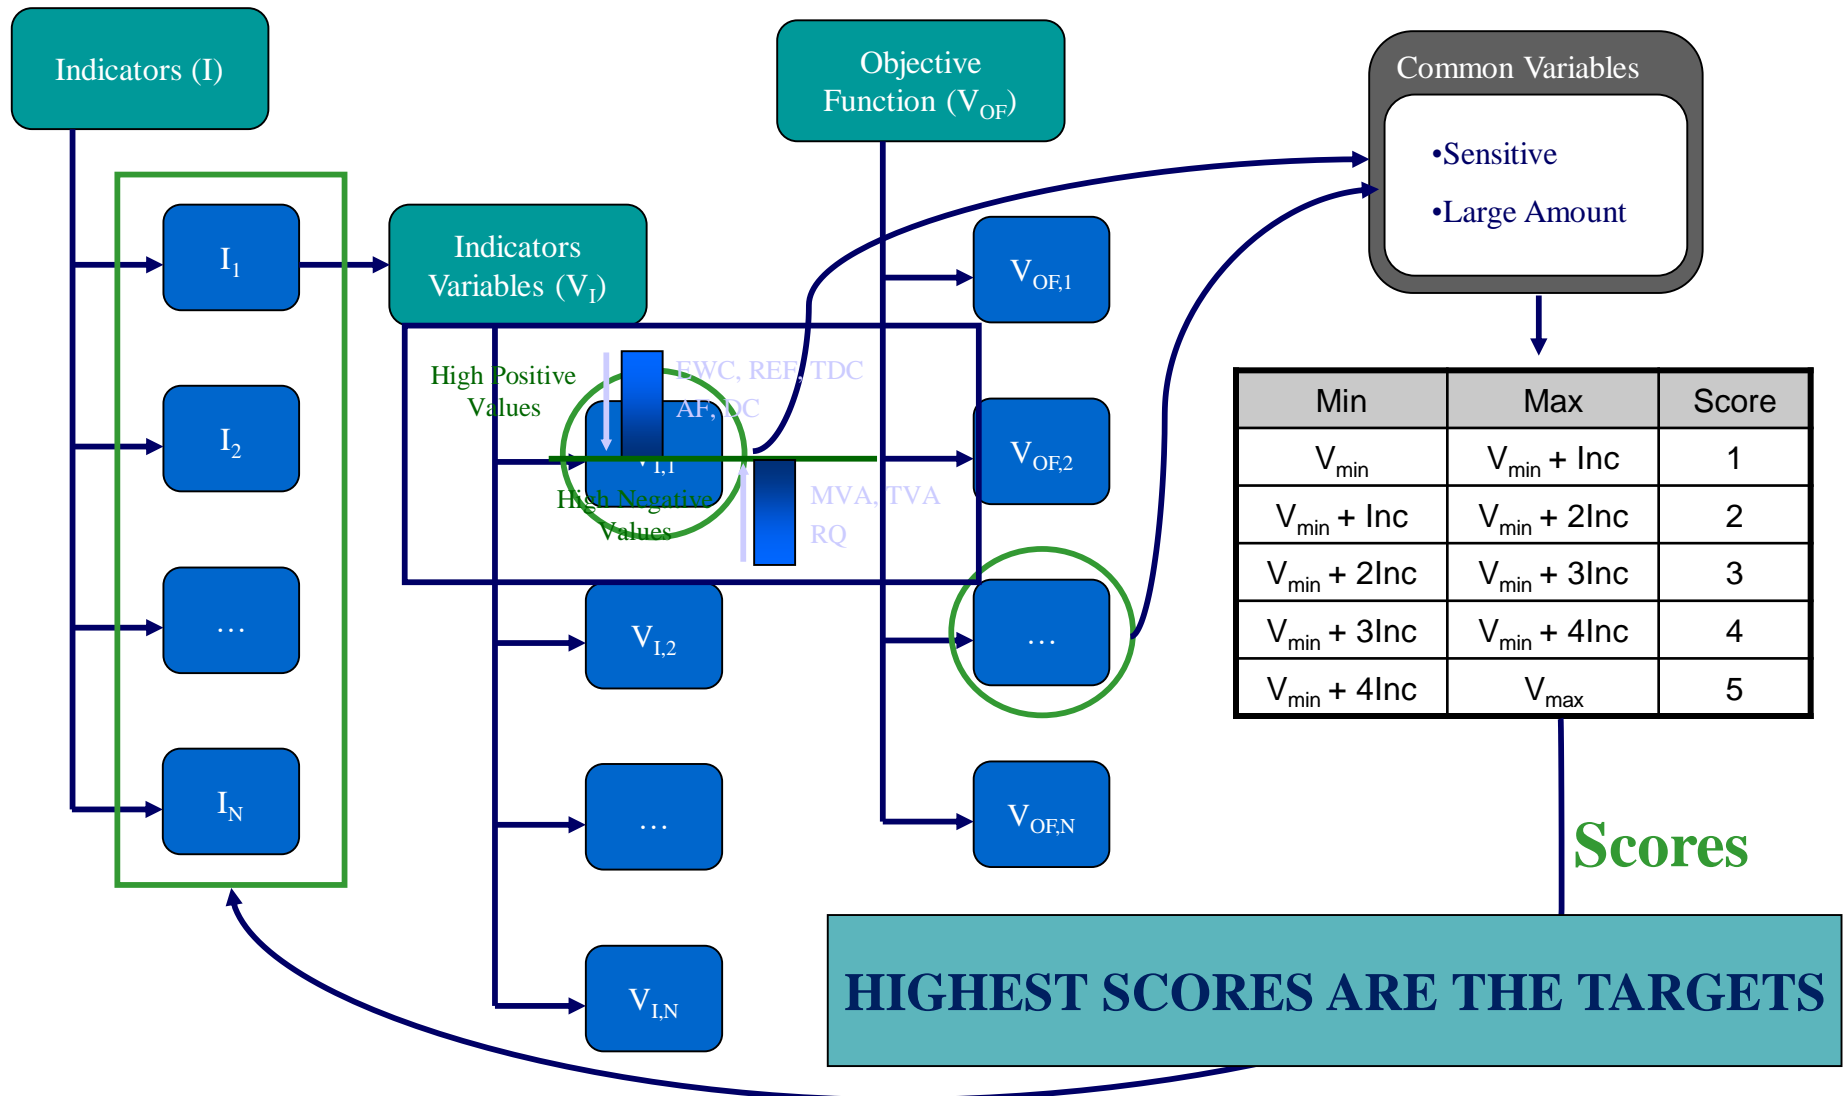 Indicators (I)
I1
I2
…
IN
Indicators
Variables (VI)
High Positive
Values
EWC, REF, TDC
AF, DC
VI,1
High Negative
Values
MVA, TVA
RQ
VI,2
…
VI,N
Objective
Function (VOF)
VOF,1
VOF,2
…
VOF,N
Common Variables
•Sensitive
•Large Amount
Min Max Score
Vmin Vmin + Inc 1
Vmin + Inc Vmin + 2Inc 2
Vmin + 2Inc Vmin + 3Inc 3
Vmin + 3Inc Vmin + 4Inc 4
Vmin + 4Inc Vmax 5
Scores
HIGHEST SCORES ARE THE TARGETS